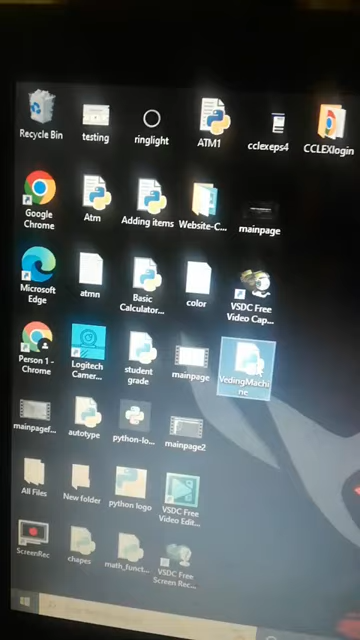 Recycle Bin
testing
ringlight
ATM1
cclexeps4
CCLEXlogin
Google
Chrome
Atm
Adding items
Website-C...
mainpage
Microsoft
Edge
atmn
Basic
Calculator...
color
VSDC Free
Video Cap...
Person 1 -
Chrome
Logitech
Camer...
student
grade
mainpage
VedingMachi
ne
mainpagef...
autotype
python-lo...
mainpage2
All Files
New folder
python logo
VSDC Free
Video Edit...
ScreenRec
chapes
math_funct...
VSDC Free
Screen Rec...